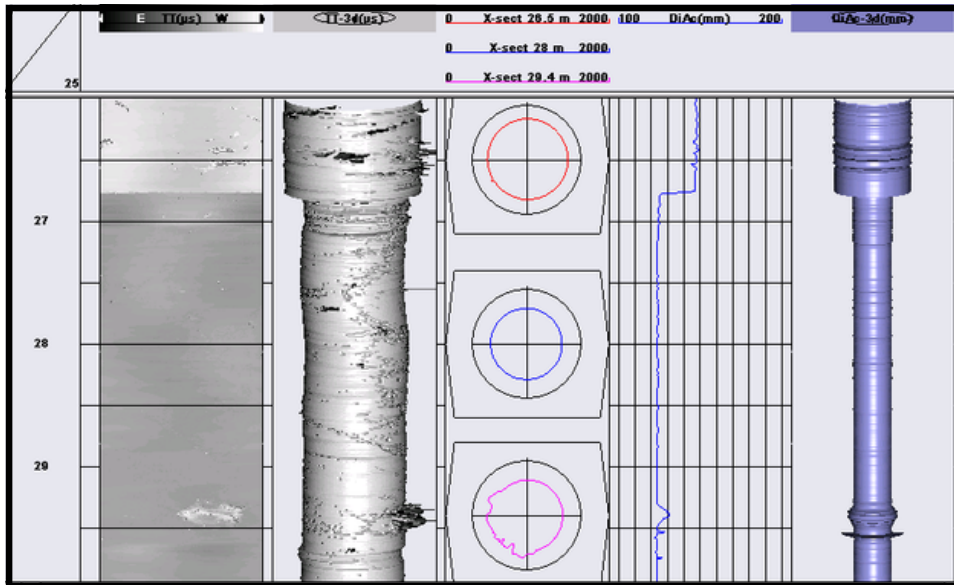 E TT(µs) W
TT-3d(µs)
0 X-sect 26.5 m 2000
100 DiAc(mm) 200
DiAc-3d(mm)
0 X-sect 28 m 2000
0 X-sect 29.4 m 2000
25
27
28
29